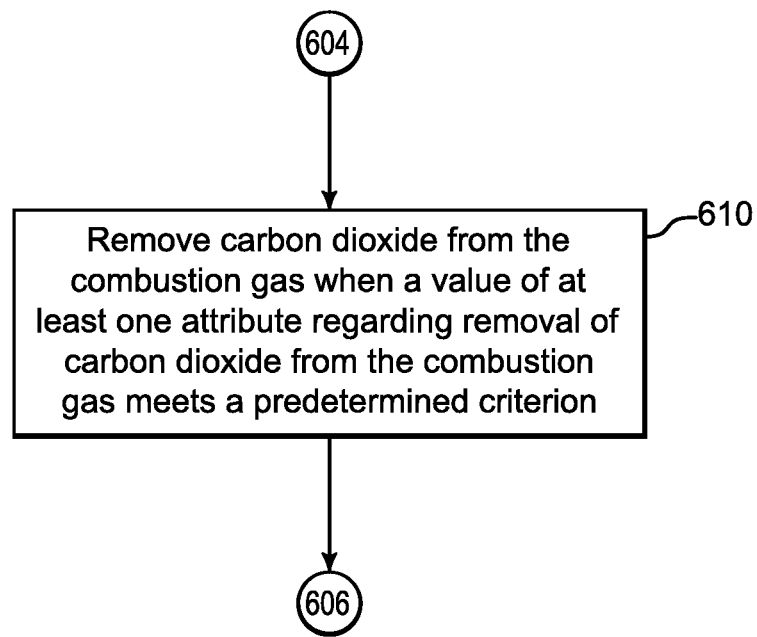 604
610
Remove carbon dioxide from the
combustion gas when a value of at
least one attribute regarding removal of
carbon dioxide from the combustion
gas meets a predetermined criterion
606